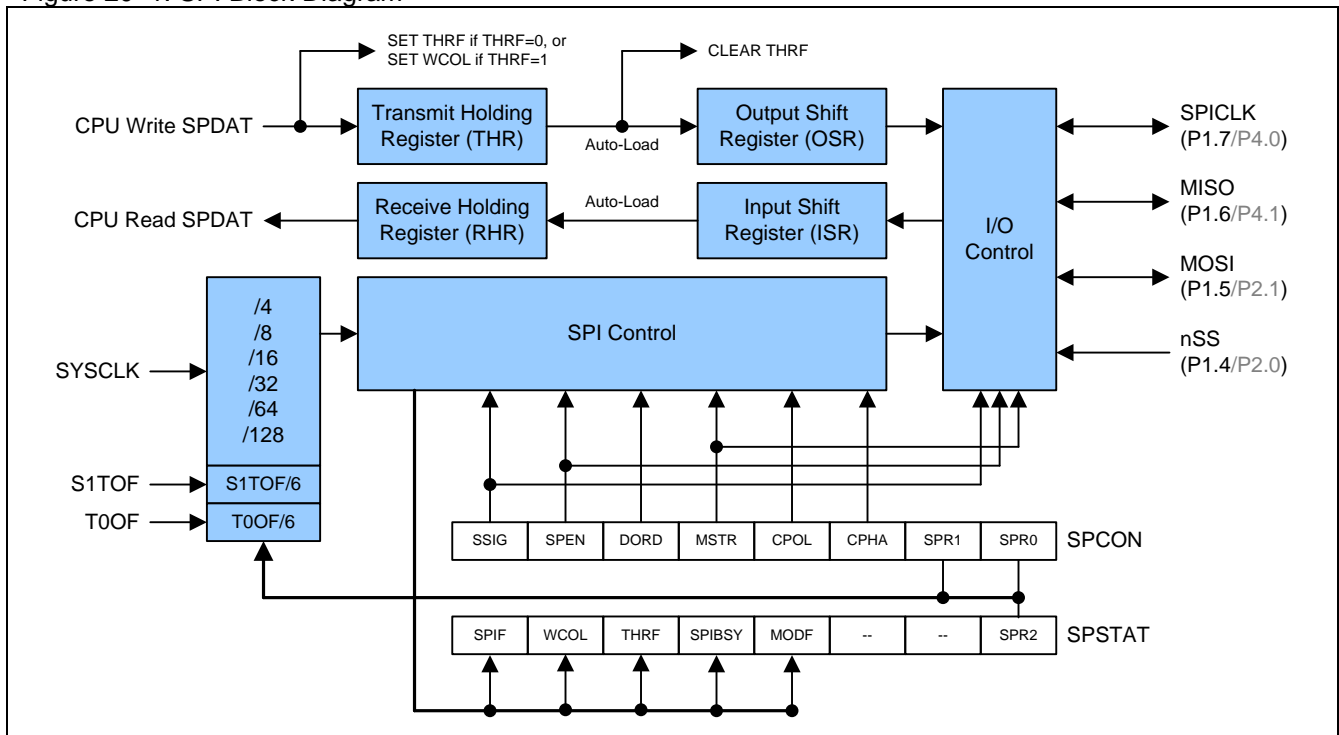 Figure 20-1. SPI Block Diagram
SET THRF if THRF=0, or
SET WCOL if THRF=1
CLEAR THRF
CPU Write SPDAT
Transmit Holding
Register (THR)
Auto-Load
Output Shift
Register (OSR)
SPICLK
(P1.7/P4.0)
CPU Read SPDAT
Receive Holding
Register (RHR)
Auto-Load
Input Shift
Register (ISR)
I/O
Control
MISO
(P1.6/P4.1)
MOSI
(P1.5/P2.1)
nSS
(P1.4/P2.0)
SYSCLK
/4
/8
/16
/32
/64
/128
SPI Control
S1TOF
S1TOF/6
T0OF
T0OF/6
SSIG SPEN DORD MSTR CPOL CPHA SPR1 SPR0 SPCON
SPIF WCOL THRF SPIBSY MODF -- -- SPR2 SPSTAT